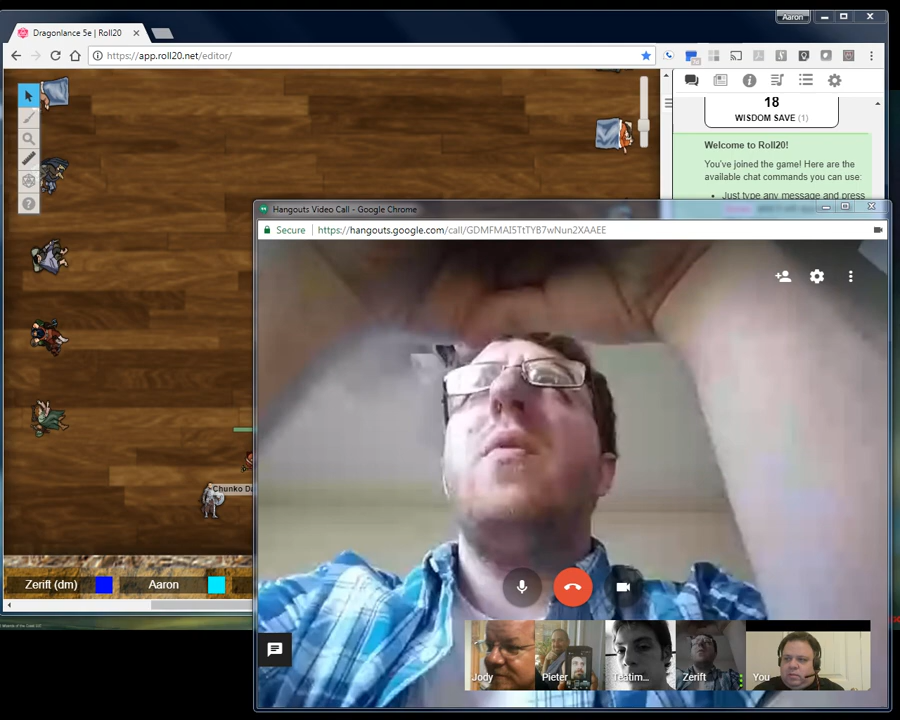 Aaron
Dragonlance 5e | Roll20
https://app.roll20.net/editor/
18
WISDOM SAVE (1)
Welcome to Roll20!
You've joined the game! Here are the
available chat commands you can use:
Just type any message and press
Hangouts Video Call - Google Chrome
Secure
https://hangouts.google.com/call/GDMFMAI5TtTYB7wNun2XAAEE
Chunko Da
Zerift (dm)
Aaron
Jody
Pieter
Teatim...
Zerift
You